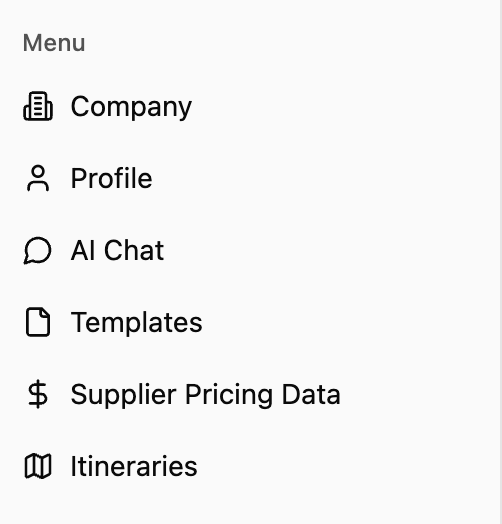 Menu
Company
Profile
AI Chat
Templates
Supplier Pricing Data
Itineraries